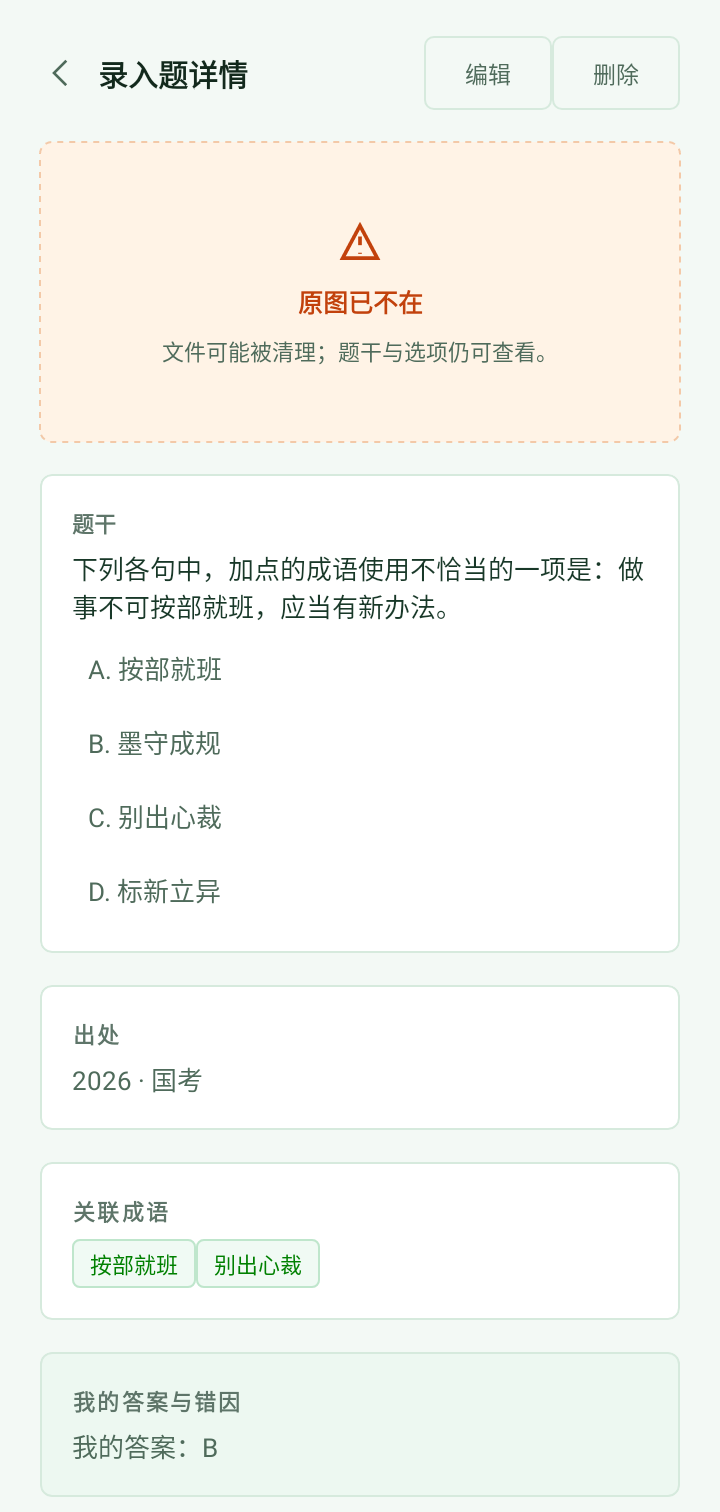 录入题详情
编辑
删除
原图已不在
文件可能被清理；题干与选项仍可查看。
题干
下列各句中，加点的成语使用不恰当的一项是：做
事不可按部就班，应当有新办法。
A. 按部就班
B. 墨守成规
C. 别出心裁
D. 标新立异
出处
2026 · 国考
关联成语
按部就班
别出心裁
我的答案与错因
我的答案：B